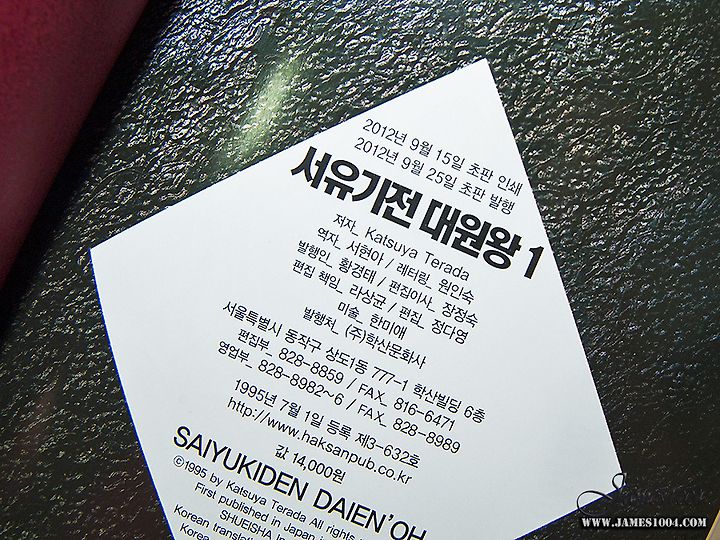 2012년 9월 15일 초판 인쇄
2012년 9월 25일 초판 발행
서유기전 대원왕 1
저자_ Katsuya Terada
역자_ 서현아 / 레터링_ 원인숙
발행인_ 황경태 / 편집이사_ 장정숙
편집 책임_ 라상균 / 편집_ 정다영
미술_ 한미애
발행처_ (주)학산문화사
서울특별시 동작구 상도1동 777-1 학산빌딩 6층
편집부_ 828-8859 / FAX_ 816-6471
영업부_ 828-8982~6 / FAX_ 828-8989
1995년 7월 1일 등록 제3-632호
http://www.haksanpub.co.kr
값 14,000원
SAIYUKIDEN DAIEN'OH
©1995 by Katsuya Terada All rights
First published in Japan i
SHUEISHA In
Korean transl
Korea
WWW.JAMES1004.COM